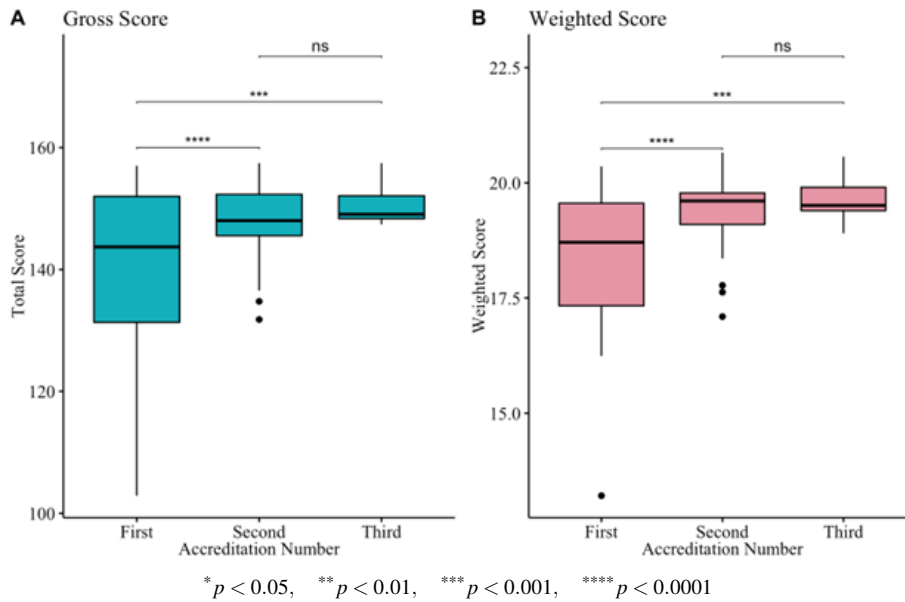 A Gross Score
ns
***
****
160
140
120
100
Total Score
First Second Third
Accreditation Number
B Weighted Score
ns
***
****
22.5
20.0
17.5
15.0
Weighted Score
First Second Third
Accreditation Number
*p < 0.05, **p < 0.01, ***p < 0.001, ****p < 0.0001